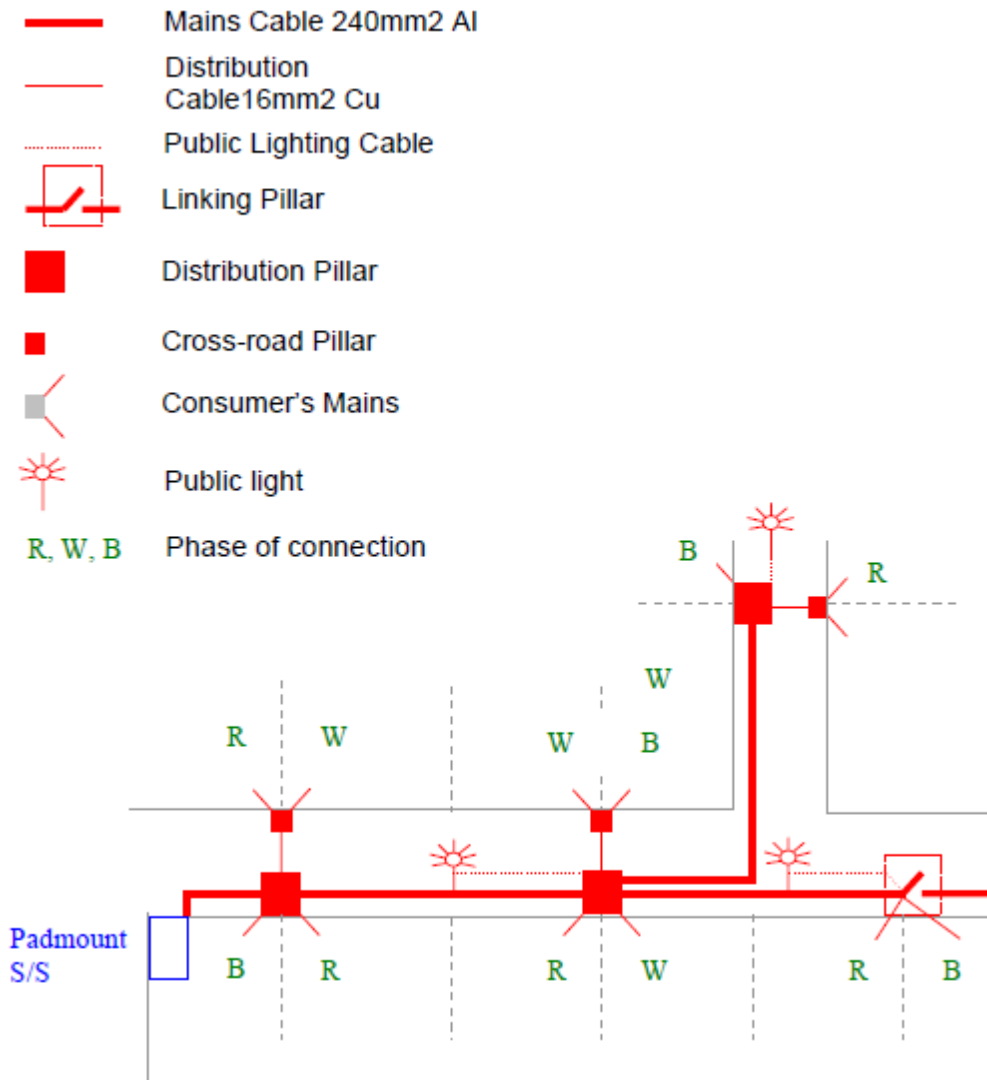 Mains Cable 240mm2 Al
Distribution
Cable16mm2 Cu
Public Lighting Cable
Linking Pillar
Distribution Pillar
Cross-road Pillar
Consumer's Mains
Public light
R, W, B Phase of connection
B
R
W
R W W B
Padmount
S/S
B R R W R B